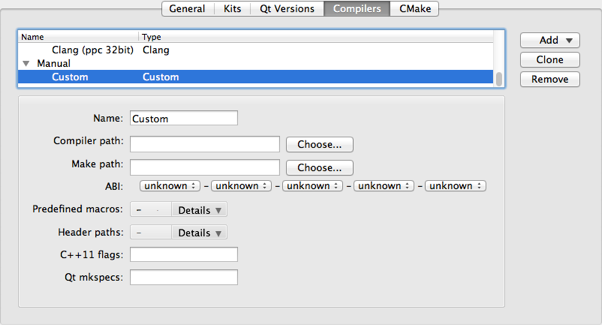 General Kits Qt Versions Compilers CMake
Name Type
Clang (ppc 32bit) Clang
Manual
Custom Custom
Add
Clone
Remove
Name: Custom
Compiler path: Choose...
Make path: Choose...
ABI: unknown - unknown - unknown - unknown - unknown
Predefined macros: - Details
Header paths: - Details
C++11 flags:
Qt mkspecs: